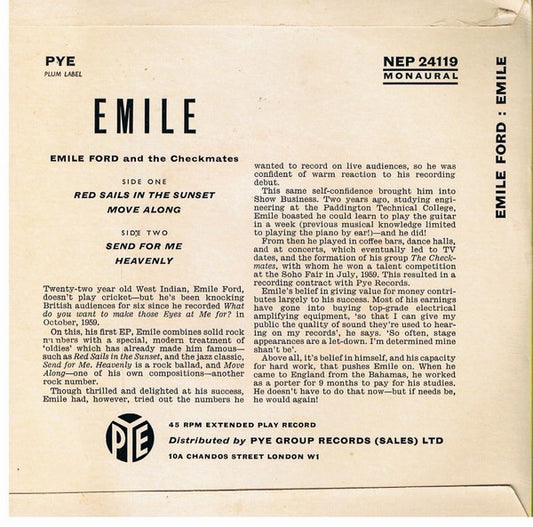 PYE
PLUM LABEL
NEP 24119
MONAURAL
EMILE
EMILE FORD and the Checkmates
SIDE ONE
RED SAILS IN THE SUNSET
MOVE ALONG
SIDE TWO
SEND FOR ME
HEAVENLY
Twenty-two year old West Indian, Emile Ford,
doesn't play cricket—but he's been knocking
British audiences for six since he recorded What
do you want to make those Eyes at Me for? in
October, 1959.
On this, his first EP, Emile combines solid rock
numbers with a special, modern treatment of
'oldies' which has already made him famous—
such as Red Sails in the Sunset, and the jazz classic,
Send for Me. Heavenly is a rock ballad, and Move
Along—one of his own compositions—another
rock number.
Though thrilled and delighted at his success,
Emile had, however, tried out the numbers he
wanted to record on live audiences, so he was
confident of warm reaction to his recording
debut.
This same self-confidence brought him into
Show Business. Two years ago, studying engi-
neering at the Paddington Technical College,
Emile boasted he could learn to play the guitar
in a week (previous musical knowledge limited
to playing the piano by ear!)—and he did!
From then he played in coffee bars, dance halls,
and at concerts, which eventually led to TV
dates, and the formation of his group The Check-
mates, with whom he won a talent competition
at the Soho Fair in July, 1959. This resulted in a
recording contract with Pye Records.
Emile's belief in giving value for money contri-
butes largely to his success. Most of his earnings
have gone into buying top-grade electrical
amplifying equipment, 'so that I can give my
public the quality of sound they're used to hear-
ing on my records', he says. 'So often, stage
appearances are a let-down. I'm determined mine
shan't be'.
Above all, it's belief in himself, and his capacity
for hard work, that pushes Emile on. When he
came to England from the Bahamas, he worked
as a porter for 9 months to pay for his studies.
He doesn't have to do that now—but if needs be,
he would again!
PYE
45 RPM EXTENDED PLAY RECORD
Distributed by PYE GROUP RECORDS (SALES) LTD
10A CHANDOS STREET LONDON W1
EMILE FORD : EMILE